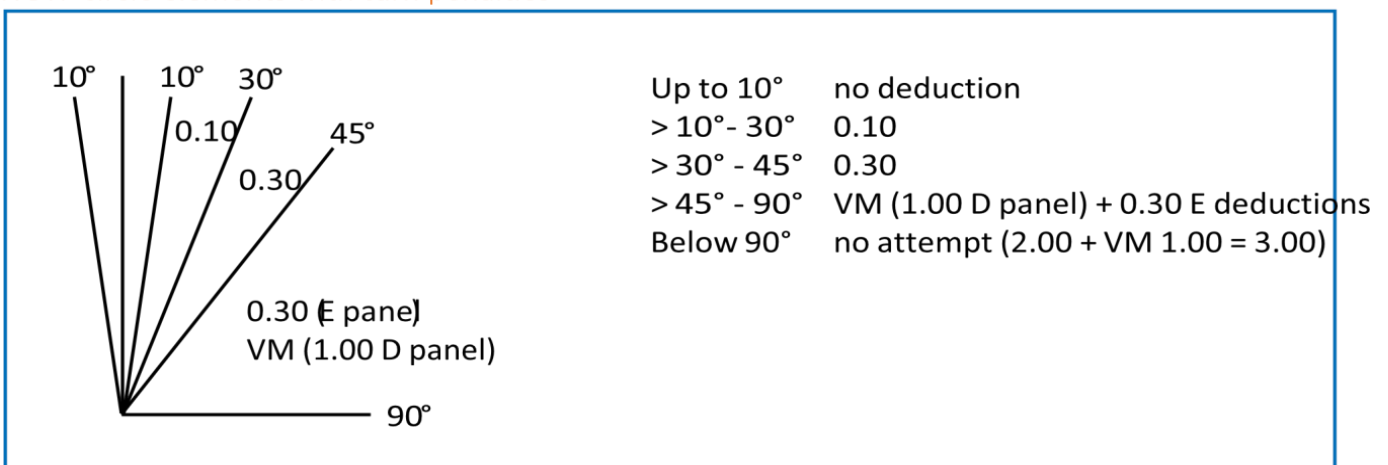 10° 10° 30°
0.10 45°
0.30
0.30 (E panel)
VM (1.00 D panel)
90°
Up to 10° no deduction
> 10°- 30° 0.10
> 30° - 45° 0.30
> 45° - 90° VM (1.00 D panel) + 0.30 E deductions
Below 90° no attempt (2.00 + VM 1.00 = 3.00)